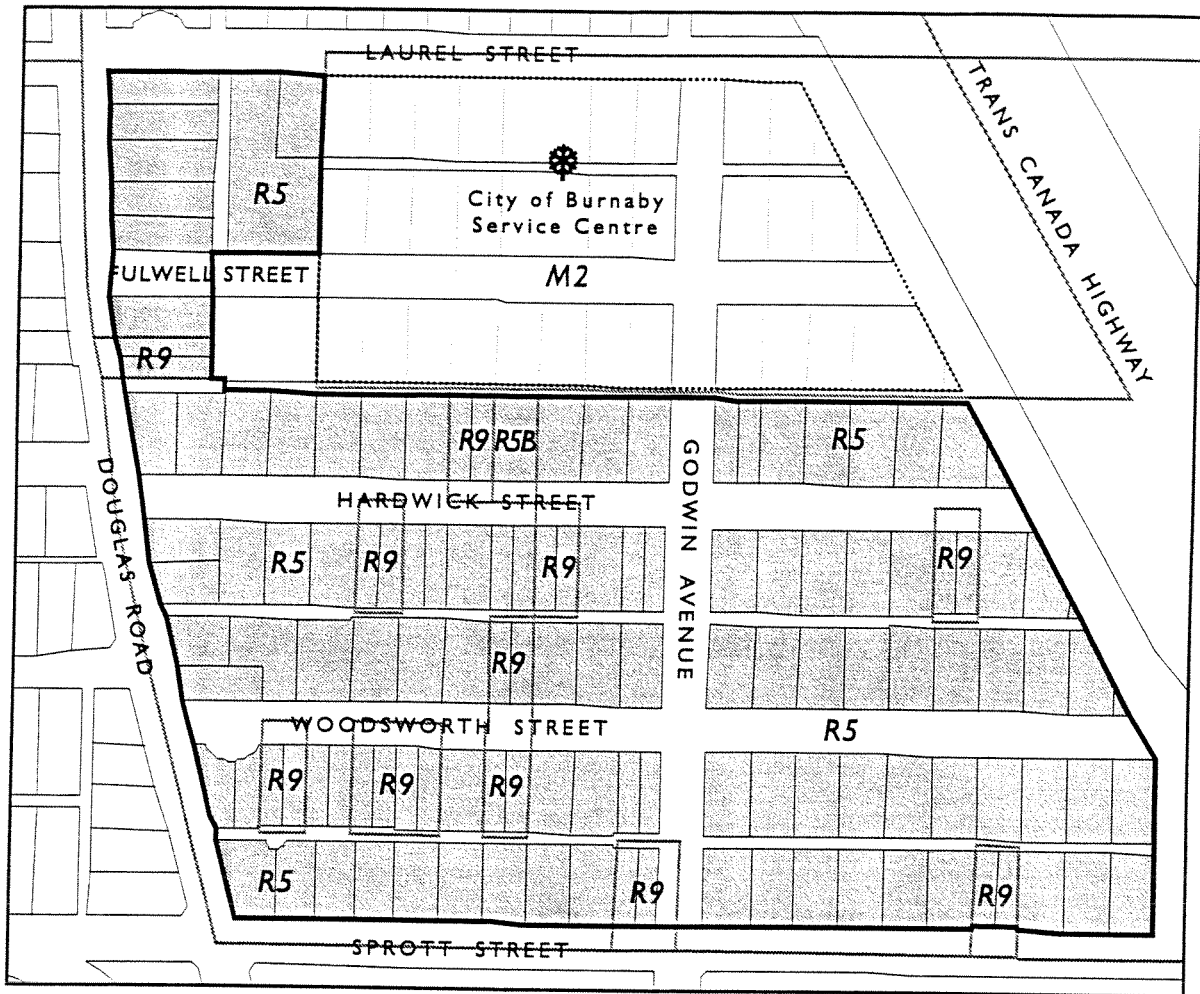 LAUREL STREET
TRANS CANADA HIGHWAY
R5
City of Burnaby
Service Centre
FULWELL STREET
M2
R9
R9 R5B
R5
GODWIN AVENUE
HARDWICK STREET
DOUGLAS ROAD
R5
R9
R9
R9
R9
WOODSWORTH STREET
R5
R9
R9
R9
R5
R9
R9
SPROTT STREET